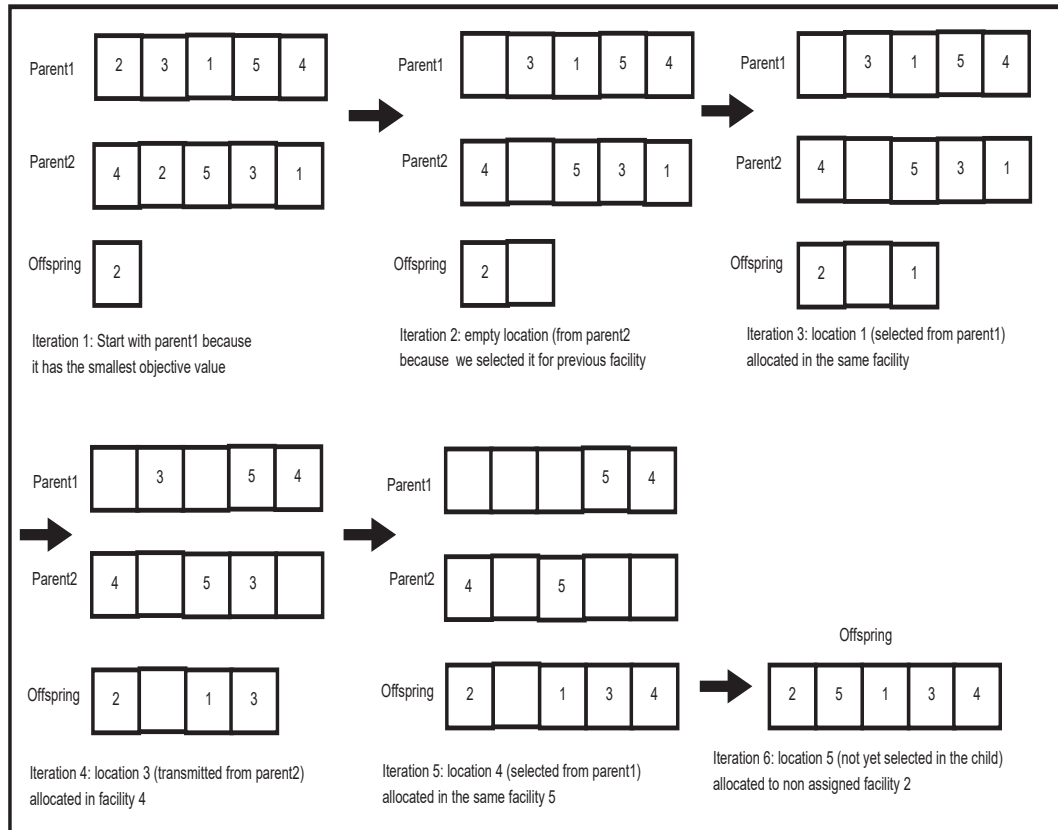 Parent1 2 3 1 5 4
Parent2 4 2 5 3 1
Offspring 2
Iteration 1: Start with parent1 because
it has the smallest objective value
Parent1 3 1 5 4
Parent2 4 5 3 1
Offspring 2
Iteration 2: empty location (from parent2
because we selected it for previous facility
Parent1 3 1 5 4
Parent2 4 5 3 1
Offspring 2 1
Iteration 3: location 1 (selected from parent1)
allocated in the same facility
Parent1 3 5 4
Parent2 4 5 3
Offspring 2 1 3
Iteration 4: location 3 (transmitted from parent2)
allocated in facility 4
Parent1 5 4
Parent2 4 5
Offspring 2 1 3 4
Iteration 5: location 4 (selected from parent1)
allocated in the same facility 5
Offspring
2 5 1 3 4
Iteration 6: location 5 (not yet selected in the child)
allocated to non assigned facility 2